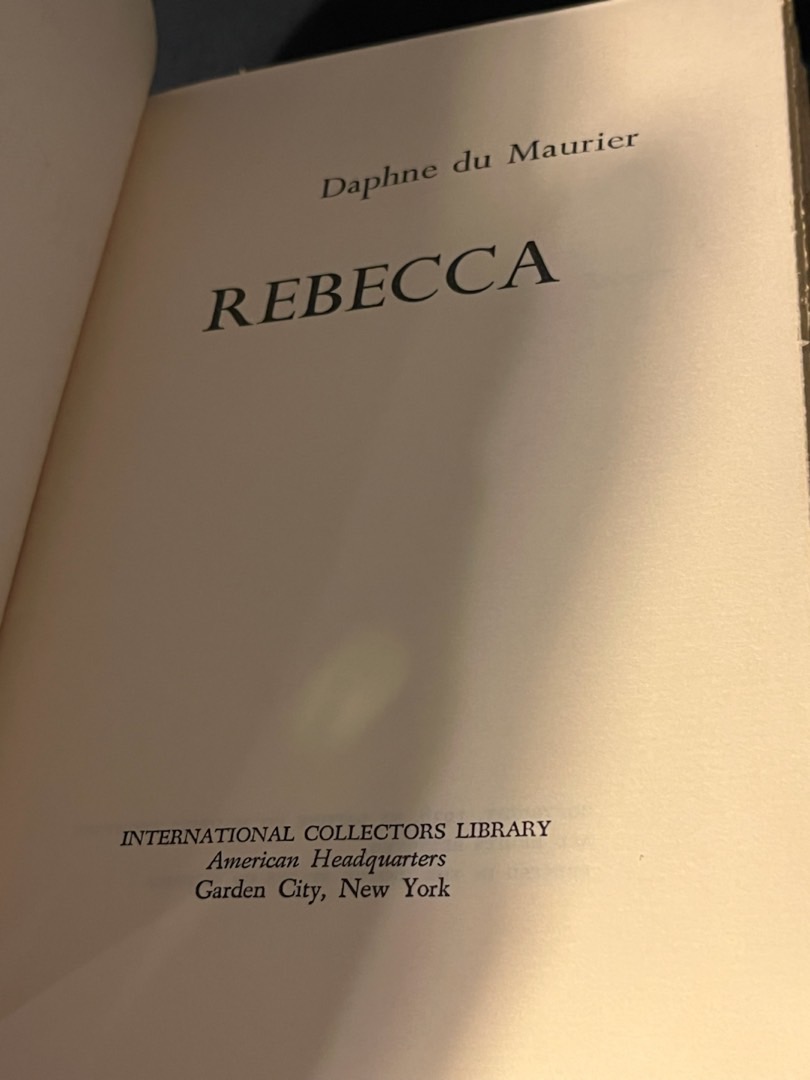 Daphne du Maurier
REBECCA
INTERNATIONAL COLLECTORS LIBRARY
American Headquarters
Garden City, New York